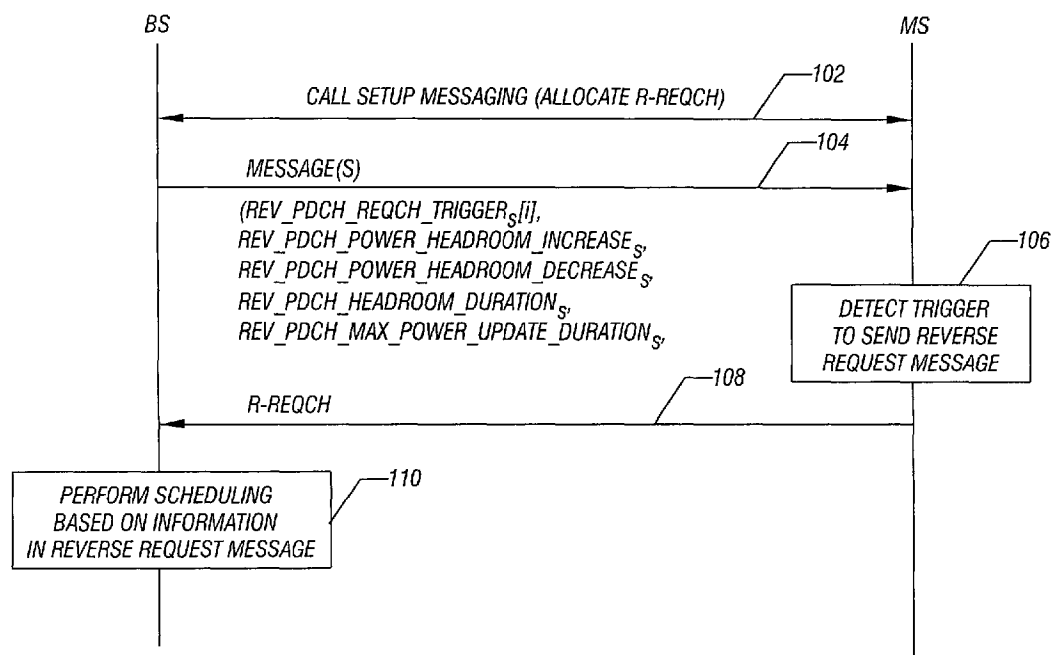 BS
MS
102
CALL SETUP MESSAGING (ALLOCATE R-REQCH)
104
MESSAGE(S)
(REV_PDCH_REQCH_TRIGGERS[i],
REV_PDCH_POWER_HEADROOM_INCREASES,
REV_PDCH_POWER_HEADROOM_DECREASES,
REV_PDCH_HEADROOM_DURATIONS,
REV_PDCH_MAX_POWER_UPDATE_DURATIONS,
106
DETECT TRIGGER
TO SEND REVERSE
REQUEST MESSAGE
108
R-REQCH
PERFORM SCHEDULING
BASED ON INFORMATION
IN REVERSE REQUEST MESSAGE
110